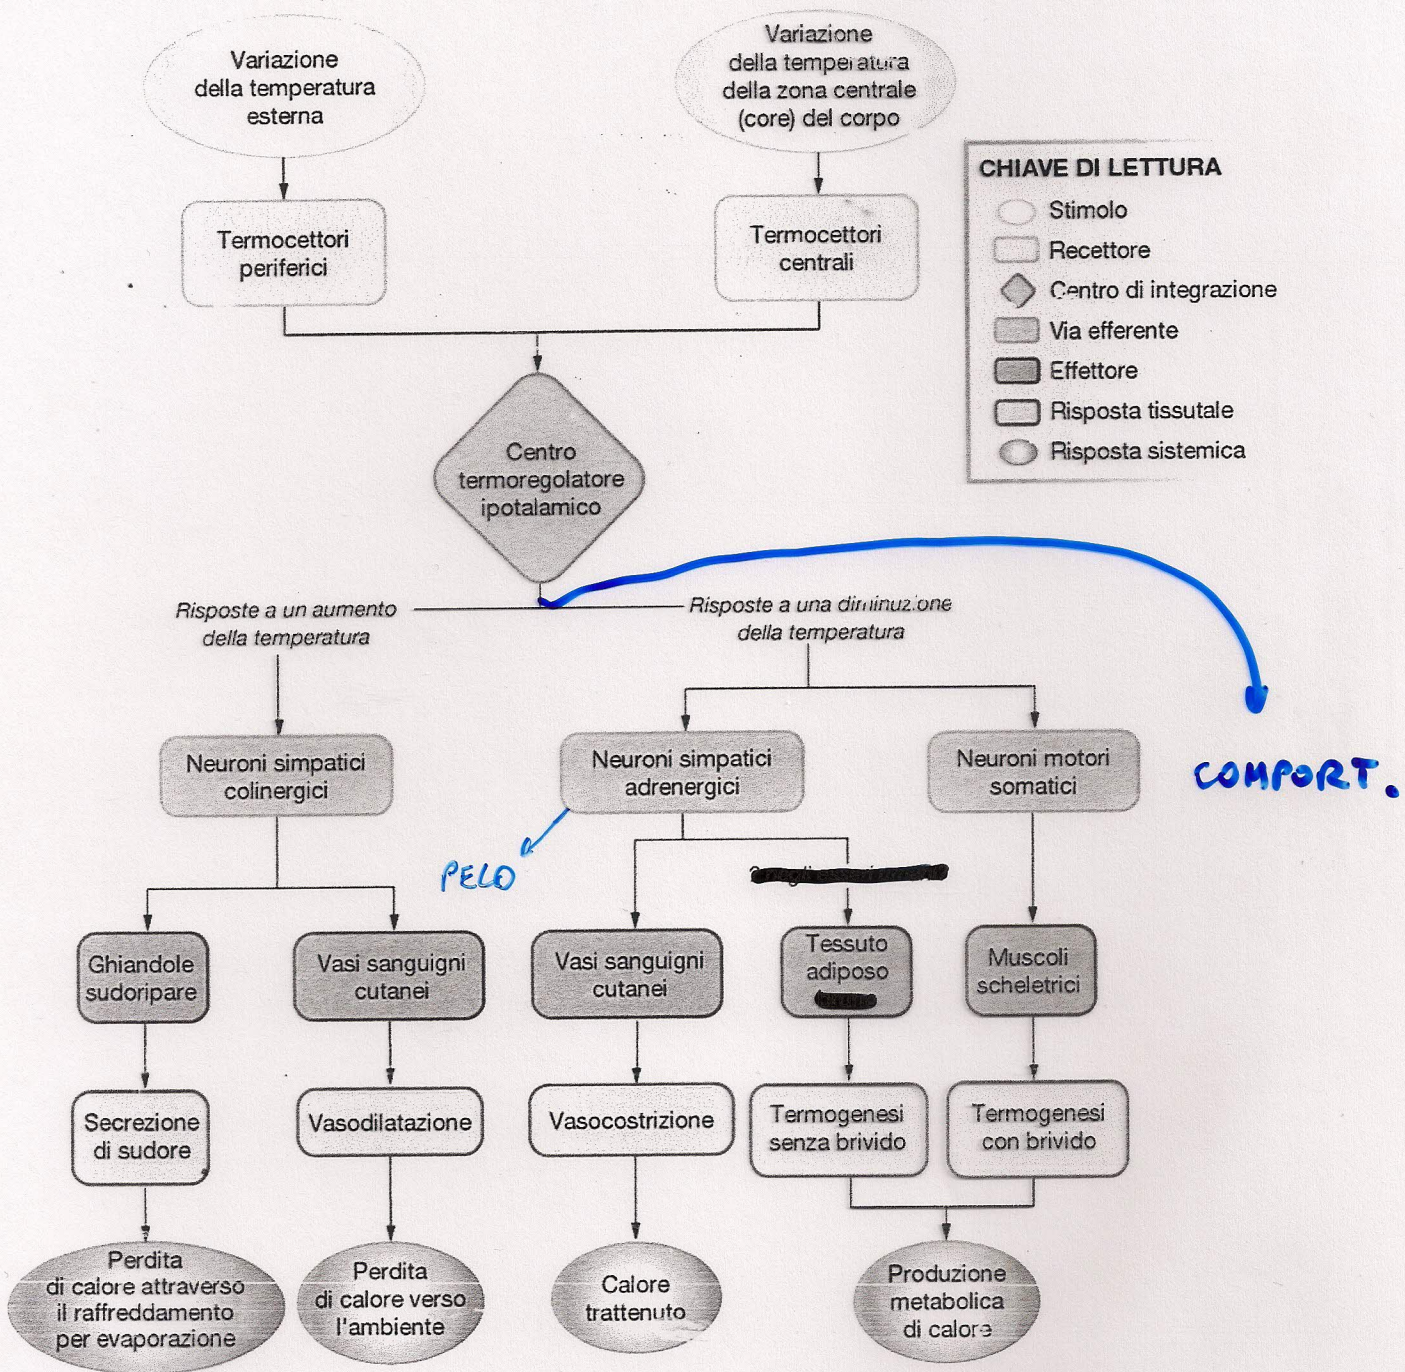 Variazione
della temperatura
esterna
Variazione
della temperatura
della zona centrale
(core) del corpo
CHIAVE DI LETTURA
Stimolo
Recettore
Centro di integrazione
Via efferente
Effettore
Risposta tissutale
Risposta sistemica
Termocettori
periferici
Termocettori
centrali
Centro
termoregolatore
ipotalamico
Risposte a un aumento
della temperatura
Risposte a una diminuzione
della temperatura
Neuroni simpatici
colinergici
Neuroni simpatici
adrenergici
Neuroni motori
somatici
COMPORT.
PELO
Ghiandole
sudoripare
Vasi sanguigni
cutanei
Vasi sanguigni
cutanei
Tessuto
adiposo
Muscoli
scheletrici
Secrezione
di sudore
Vasodilatazione
Vasocostrizione
Termogenesi
senza brivido
Termogenesi
con brivido
Perdita
di calore attraverso
il raffreddamento
per evaporazione
Perdita
di calore verso
l'ambiente
Calore
trattenuto
Produzione
metabolica
di calore